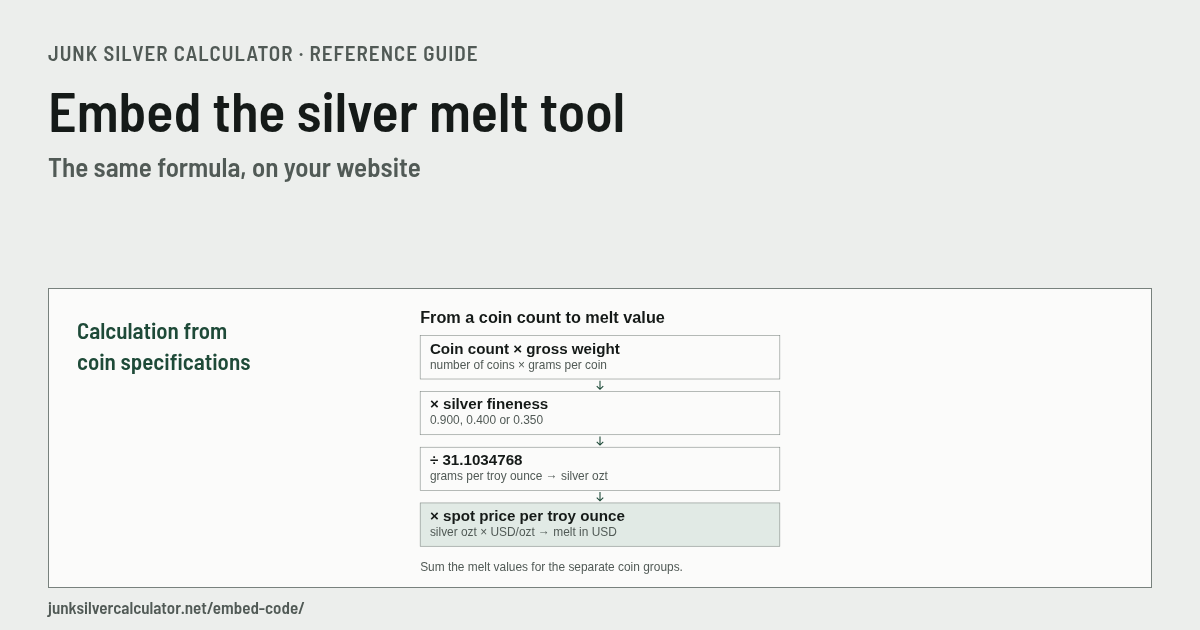 JUNK SILVER CALCULATOR · REFERENCE GUIDE
Embed the silver melt tool
The same formula, on your website
Calculation from
coin specifications
From a coin count to melt value
Coin count × gross weight
number of coins × grams per coin
↓
× silver fineness
0.900, 0.400 or 0.350
↓
÷ 31.1034768
grams per troy ounce → silver ozt
↓
× spot price per troy ounce
silver ozt × USD/ozt → melt in USD
Sum the melt values for the separate coin groups.
junksilvercalculator.net/embed-code/